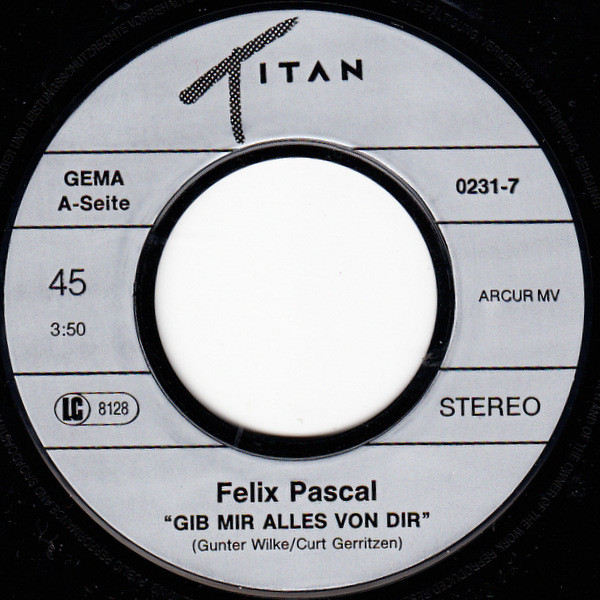 TITAN
GEMA
A-Seite
0231-7
45
3:50
ARCUR MV
LC 8128
STEREO
Felix Pascal
"GIB MIR ALLES VON DIR"
(Gunter Wilke/Curt Gerritzen)